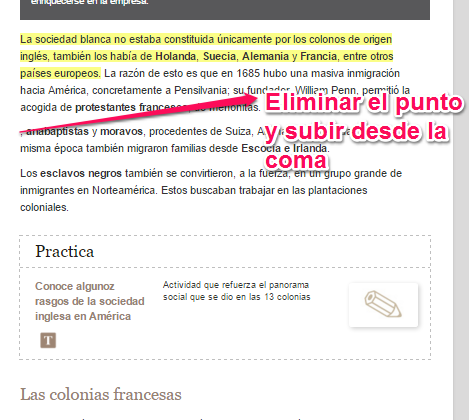 enriquecerse en la empresa.
La sociedad blanca no estaba constituida únicamente por los colonos de origen
inglés, también los había de Holanda, Suecia, Alemania y Francia, entre otros
países europeos. La razón de esto es que en 1685 hubo una masiva inmigración
hacia América, concretamente a Pensilvania; su fundador, William Penn, permitió la
acogida de protestantes franceses, de menonitas.
Eliminar el punto
y subir desde la
coma
, anabaptistas y moravos, procedentes de Suiza,
misma época también migraron familias desde Escocia e Irlanda.
Los esclavos negros también se convirtieron, a la fuerza, en un grupo grande de
inmigrantes en Norteamérica. Estos buscaban trabajar en las plantaciones
coloniales.
Practica
Conoce algunoz
rasgos de la sociedad
inglesa en América
Actividad que refuerza el panorama
social que se dio en las 13 colonias
T
Las colonias francesas